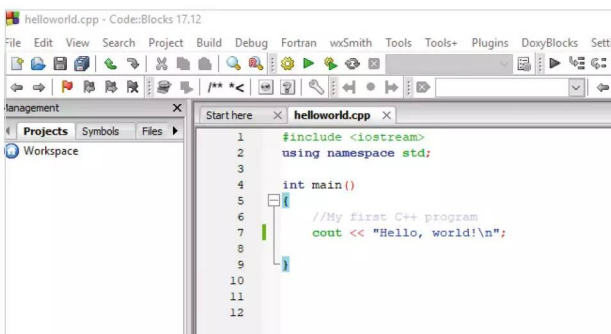 helloworld.cpp - Code::Blocks 17.12
File Edit View Search Project Build Debug Fortran wxSmith Tools Tools+ Plugins DoxyBlocks Setti
/** *<
Management
Projects Symbols Files
Start here helloworld.cpp
Workspace
1 #include <iostream>
2 using namespace std;
3
4 int main()
5 {
6 //My first C++ program
7 cout << "Hello, world!\n";
8
9 }
10
11
12